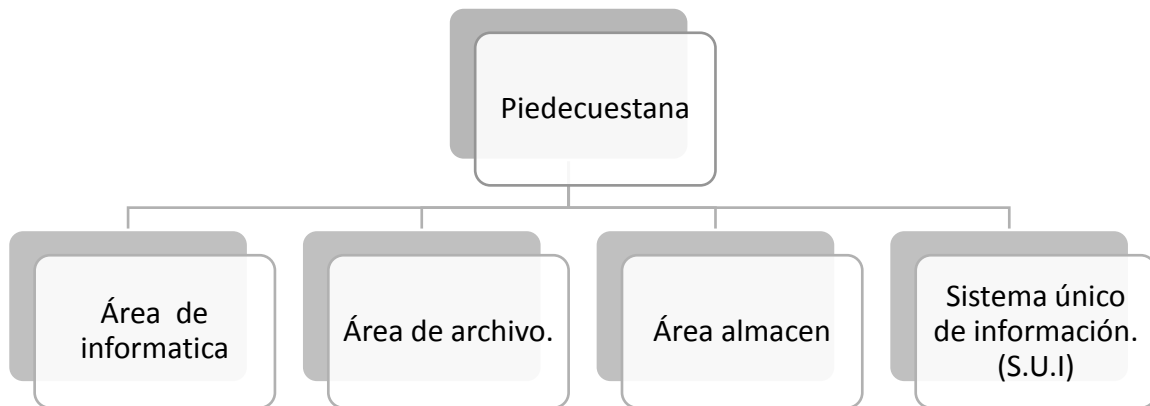 Piedecuestana
Área de
informatica
Área de archivo.
Área almacen
Sistema único
de información.
(S.U.I)